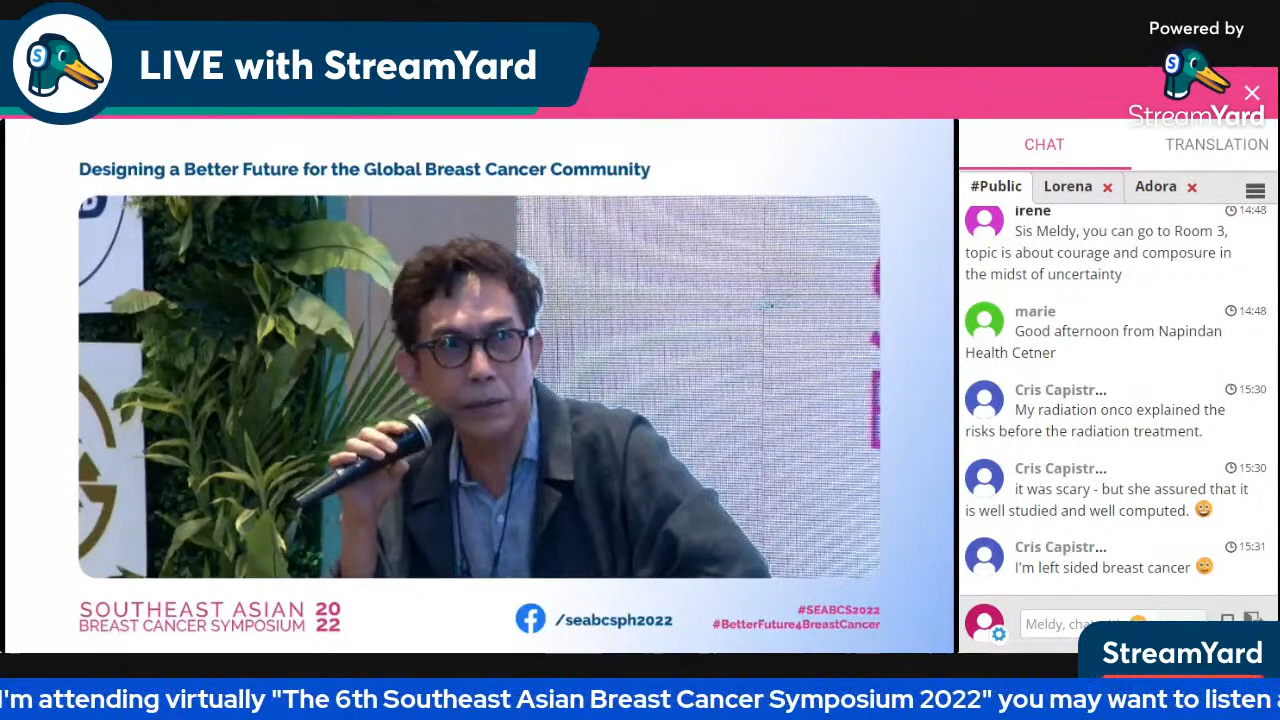 LIVE with StreamYard
Powered by
StreamYard
CHAT
TRANSLATION
Designing a Better Future for the Global Breast Cancer Community
#Public
Lorena
Adora
irene
14:48
Sis Meldy, you can go to Room 3,
topic is about courage and composure in
the midst of uncertainty
marie
14:48
Good afternoon from Napindan
Health Cetner
Cris Capistr...
15:30
My radiation onco explained the
risks before the radiation treatment.
Cris Capistr...
15:30
it was scary - but she assured that it
is well studied and well computed.
Cris Capistr...
I'm left sided breast cancer
SOUTHEAST ASIAN 20
BREAST CANCER SYMPOSIUM 22
/seabcsph2022
#SEABCS2022
#BetterFuture4BreastCancer
Meldy,
StreamYard
I'm attending virtually "The 6th Southeast Asian Breast Cancer Symposium 2022" you may want to listen